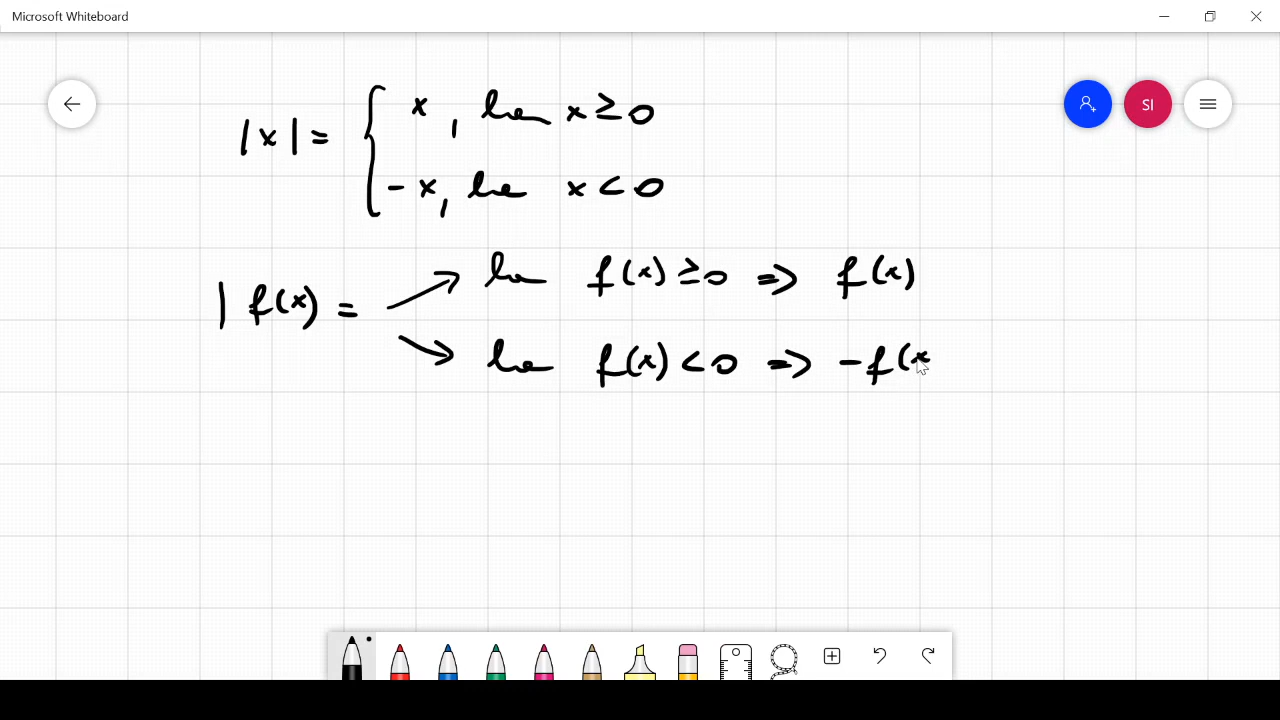 Microsoft Whiteboard
SI
|x| = { x, ha x ≥ 0
-x, ha x < 0
| f(x) = ha f(x) ≥ 0 => f(x)
ha f(x) < 0 => -f(x